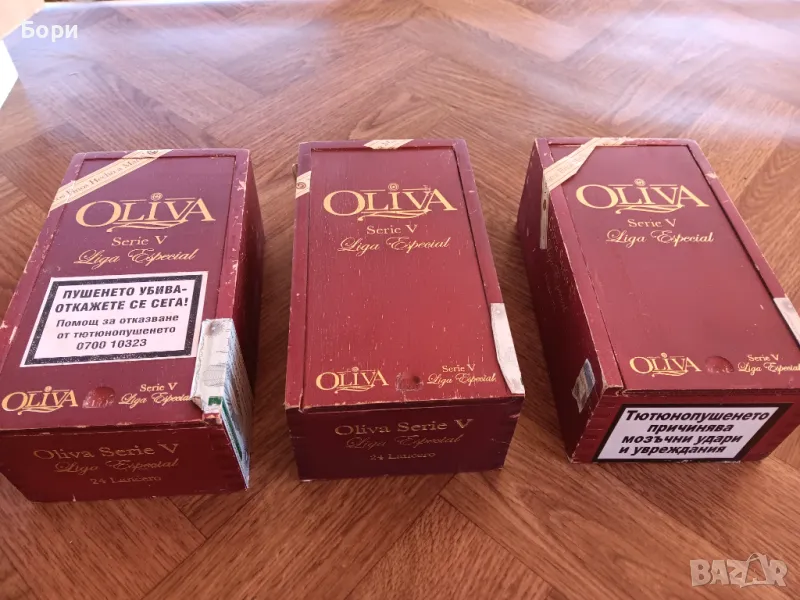 Бори
Hecho a M
OLIVA
Serie V
Liga Especial
ПУШЕНЕТО УБИВА-
ОТКАЖЕТЕ СЕ СЕГА!
Помощ за отказване
от тютюнопушенето
0700 10323
OLIVA
Serie V
Liga Especial
Oliva Serie V
Liga Especial
24 Lancero
OLIVA
Serie V
Liga Especial
OLIVA
Serie V
Liga Especial
Oliva Serie V
Liga Especial
24 Lancero
OLIVA
Serie V
Liga Especial
OLIVA
Serie V
Liga Especial
Тютюнопушенето
причинява
мозъчни удари
и увреждания
BAZAR